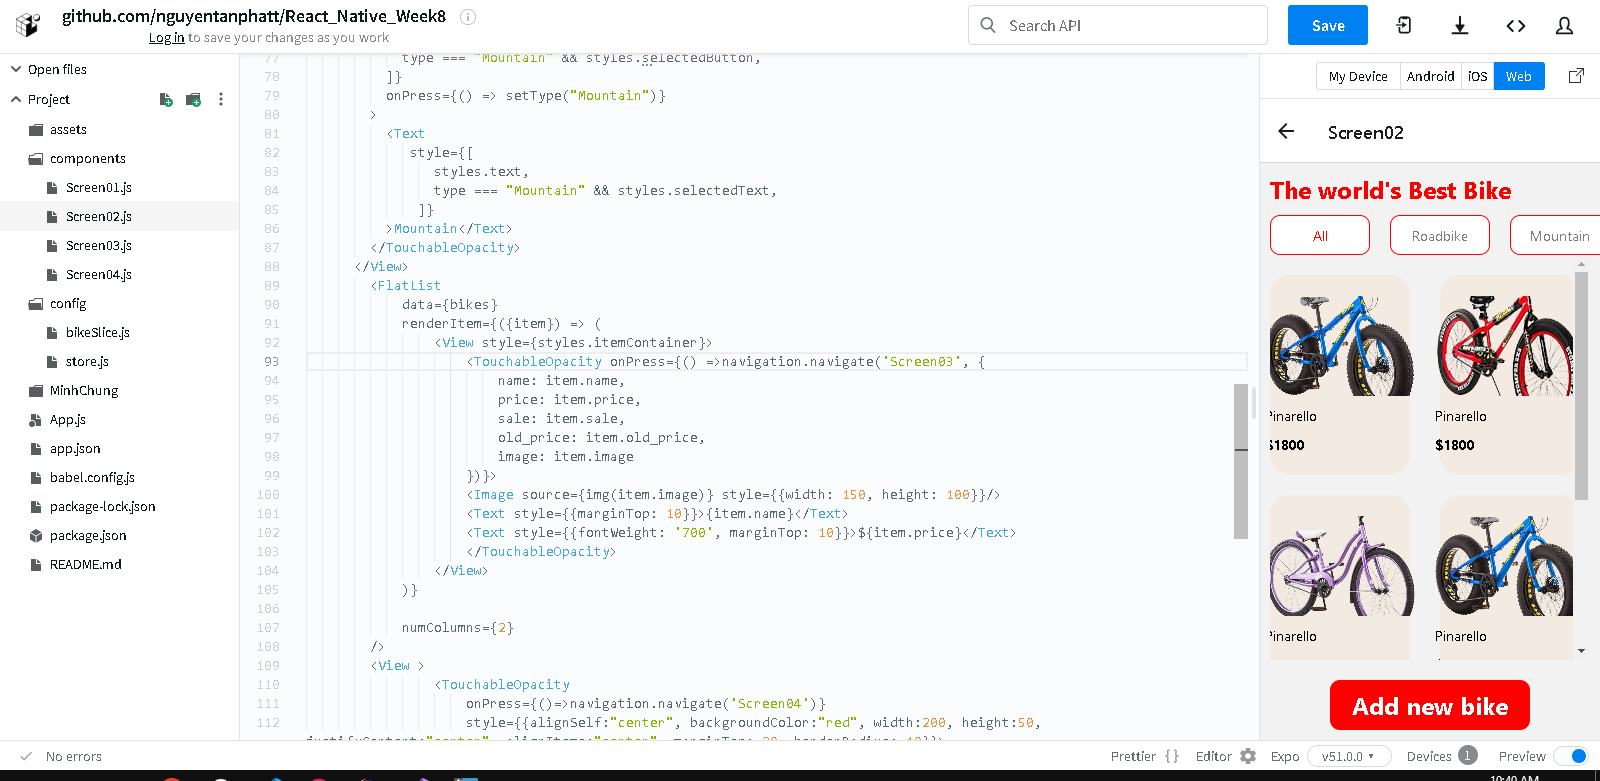 github.com/nguyentanphatt/React_Native_Week8
Log in to save your changes as you work
Search API
Save
Open files
Project
assets
components
Screen01.js
Screen02.js
Screen03.js
Screen04.js
config
bikeSlice.js
store.js
MinhChung
App.js
app.json
babel.config.js
package-lock.json
package.json
README.md
77 type === "Mountain" && styles.selectedButton,
78 ]}
79 onPress={() => setType("Mountain")}
80 >
81 <Text
82 style={[
83 styles.text,
84 type === "Mountain" && styles.selectedText,
85 ]}
86 >Mountain</Text>
87 </TouchableOpacity>
88 </View>
89 <FlatList
90 data={bikes}
91 renderItem={({item}) => (
92 <View style={styles.itemContainer}>
93 <TouchableOpacity onPress={() =>navigation.navigate('Screen03', {
94 name: item.name,
95 price: item.price,
96 sale: item.sale,
97 old_price: item.old_price,
98 image: item.image
99 })}>
100 <Image source={img(item.image)} style={{width: 150, height: 100}}/>
101 <Text style={{marginTop: 10}}>{item.name}</Text>
102 <Text style={{fontWeight: '700', marginTop: 10}}>${item.price}</Text>
103 </TouchableOpacity>
104 </View>
105 )}
106
107 numColumns={2}
108 />
109 <View >
110 <TouchableOpacity
111 onPress={()=>navigation.navigate('Screen04')}
112 style={{alignSelf:"center", backgroundColor:"red", width:200, height:50,
My Device Android iOS Web
Screen02
The world's Best Bike
All Roadbike Mountain
Pinarello Pinarello
$1800 $1800
Pinarello Pinarello
Add new bike
No errors
Prettier {} Editor Expo v51.0.0 Devices 1 Preview
10:40 AM